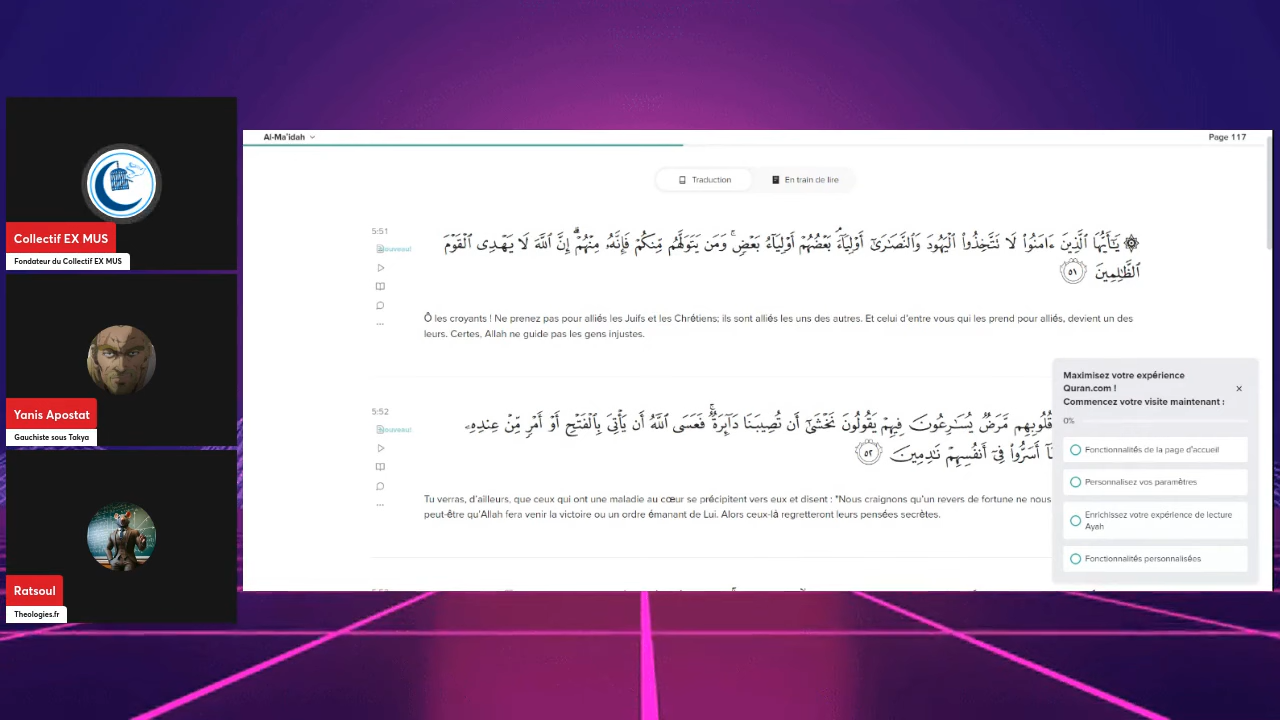 Collectif EX MUS
Fondateur du Collectif EX MUS
Yanis Apostat
Gauchiste sous Takya
Ratsoul
Theologies.fr
Al-Ma'idah
Page 117
Traduction
En train de lire
5:51
۞ يَـٰٓأَيُّهَا ٱلَّذِينَ ءَامَنُوا۟ لَا تَتَّخِذُوا۟ ٱلْيَهُودَ وَٱلنَّصَـٰرَىٰٓ أَوْلِيَآءَ ۘ بَعْضُهُمْ أَوْلِيَآءُ بَعْضٍۢ ۚ وَمَن يَتَوَلَّهُم مِّنكُمْ فَإِنَّهُۥ مِنْهُمْ ۗ إِنَّ ٱللَّهَ لَا يَهْدِى ٱلْقَوْمَ
ٱلظَّـٰلِمِينَ ٥١
Ô les croyants ! Ne prenez pas pour alliés les Juifs et les Chrétiens; ils sont alliés les uns des autres. Et celui d'entre vous qui les prend pour alliés, devient un des
leurs. Certes, Allah ne guide pas les gens injustes.
5:52
قُلُوبِهِم مَّرَضٌۭ يُسَـٰرِعُونَ فِيهِمْ يَقُولُونَ نَخْشَىٰٓ أَن تُصِيبَنَا دَآئِرَةٌۭ ۚ فَعَسَى ٱللَّهُ أَن يَأْتِىَ بِٱلْفَتْحِ أَوْ أَمْرٍۢ مِّنْ عِندِهِۦ
أَسَرُّوا۟ فِىٓ أَنفُسِهِمْ نَـٰدِمِينَ ٥٢
Tu verras, d'ailleurs, que ceux qui ont une maladie au cœur se précipitent vers eux et disent : "Nous craignons qu'un revers de fortune ne nous
peut-être qu'Allah fera venir la victoire ou un ordre émanant de Lui. Alors ceux-là regretteront leurs pensées secrètes.
Maximisez votre expérience
Quran.com !
Commencez votre visite maintenant :
0%
Fonctionnalités de la page d'accueil
Personnalisez vos paramètres
Enrichissez votre expérience de lecture
Ayah
Fonctionnalités personnalisées